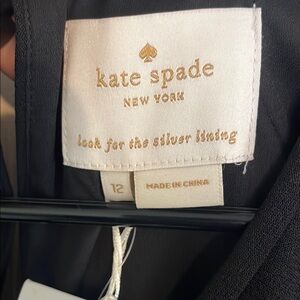 kate spade
NEW YORK
look for the silver lining
12
MADE IN CHINA